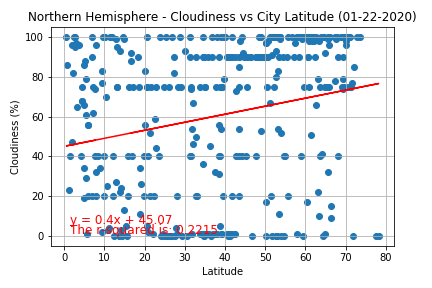 Northern Hemisphere - Cloudiness vs City Latitude (01-22-2020)
100
80
60
40
20
0
Cloudiness (%)
y = 0.4x + 45.07
The r-squared is: 0.2215
0 10 20 30 40 50 60 70 80
Latitude